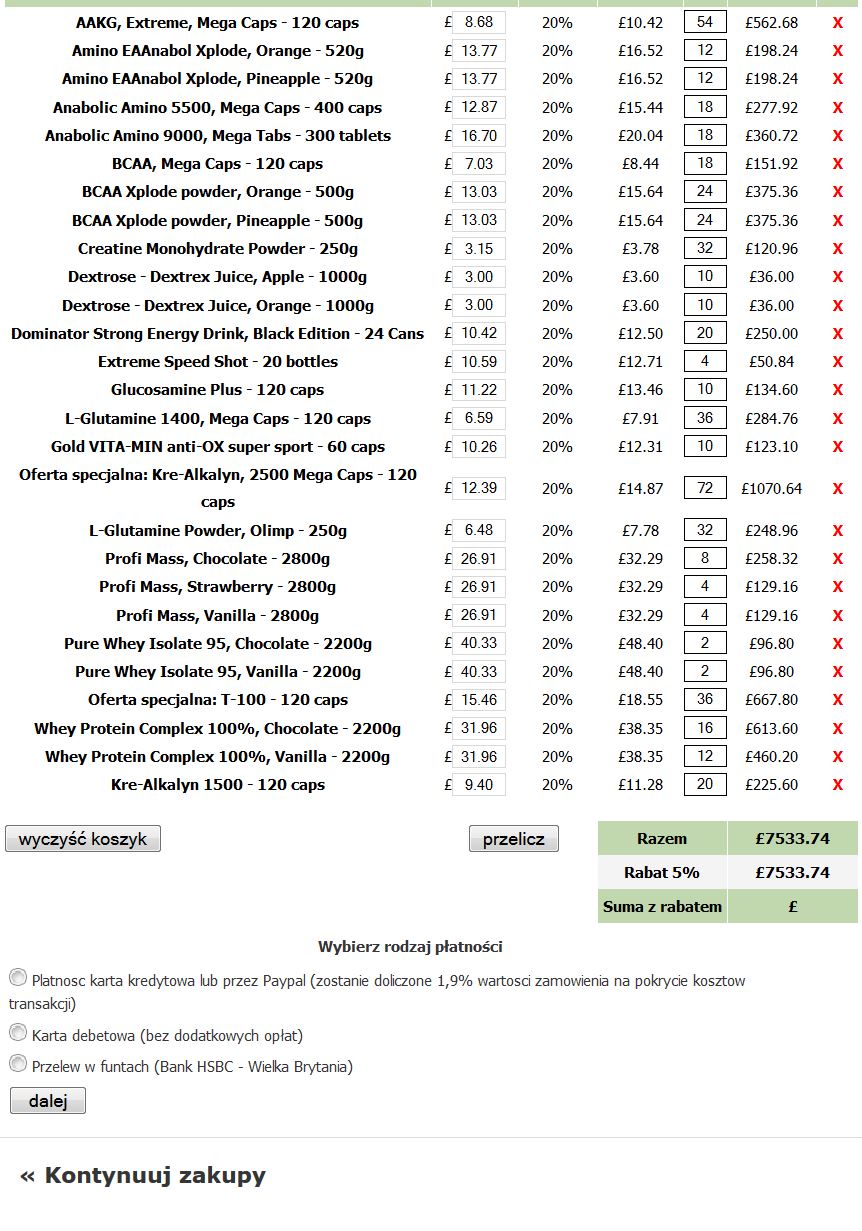 AAKG, Extreme, Mega Caps - 120 caps £ 8.68 20% £10.42 54 £562.68 X
Amino EAAnabol Xplode, Orange - 520g £ 13.77 20% £16.52 12 £198.24 X
Amino EAAnabol Xplode, Pineapple - 520g £ 13.77 20% £16.52 12 £198.24 X
Anabolic Amino 5500, Mega Caps - 400 caps £ 12.87 20% £15.44 18 £277.92 X
Anabolic Amino 9000, Mega Tabs - 300 tablets £ 16.70 20% £20.04 18 £360.72 X
BCAA, Mega Caps - 120 caps £ 7.03 20% £8.44 18 £151.92 X
BCAA Xplode powder, Orange - 500g £ 13.03 20% £15.64 24 £375.36 X
BCAA Xplode powder, Pineapple - 500g £ 13.03 20% £15.64 24 £375.36 X
Creatine Monohydrate Powder - 250g £ 3.15 20% £3.78 32 £120.96 X
Dextrose - Dextrex Juice, Apple - 1000g £ 3.00 20% £3.60 10 £36.00 X
Dextrose - Dextrex Juice, Orange - 1000g £ 3.00 20% £3.60 10 £36.00 X
Dominator Strong Energy Drink, Black Edition - 24 Cans £ 10.42 20% £12.50 20 £250.00 X
Extreme Speed Shot - 20 bottles £ 10.59 20% £12.71 4 £50.84 X
Glucosamine Plus - 120 caps £ 11.22 20% £13.46 10 £134.60 X
L-Glutamine 1400, Mega Caps - 120 caps £ 6.59 20% £7.91 36 £284.76 X
Gold VITA-MIN anti-OX super sport - 60 caps £ 10.26 20% £12.31 10 £123.10 X
Oferta specjalna: Kre-Alkalyn, 2500 Mega Caps - 120
caps £ 12.39 20% £14.87 72 £1070.64 X
L-Glutamine Powder, Olimp - 250g £ 6.48 20% £7.78 32 £248.96 X
Profi Mass, Chocolate - 2800g £ 26.91 20% £32.29 8 £258.32 X
Profi Mass, Strawberry - 2800g £ 26.91 20% £32.29 4 £129.16 X
Profi Mass, Vanilla - 2800g £ 26.91 20% £32.29 4 £129.16 X
Pure Whey Isolate 95, Chocolate - 2200g £ 40.33 20% £48.40 2 £96.80 X
Pure Whey Isolate 95, Vanilla - 2200g £ 40.33 20% £48.40 2 £96.80 X
Oferta specjalna: T-100 - 120 caps £ 15.46 20% £18.55 36 £667.80 X
Whey Protein Complex 100%, Chocolate - 2200g £ 31.96 20% £38.35 16 £613.60 X
Whey Protein Complex 100%, Vanilla - 2200g £ 31.96 20% £38.35 12 £460.20 X
Kre-Alkalyn 1500 - 120 caps £ 9.40 20% £11.28 20 £225.60 X
wyczyść koszyk przelicz Razem £7533.74
Rabat 5% £7533.74
Suma z rabatem £
Wybierz rodzaj płatności
Platnosc karta kredytowa lub przez Paypal (zostanie doliczone 1,9% wartosci zamowienia na pokrycie kosztow
transakcji)
Karta debetowa (bez dodatkowych opłat)
Przelew w funtach (Bank HSBC - Wielka Brytania)
dalej
« Kontynuuj zakupy